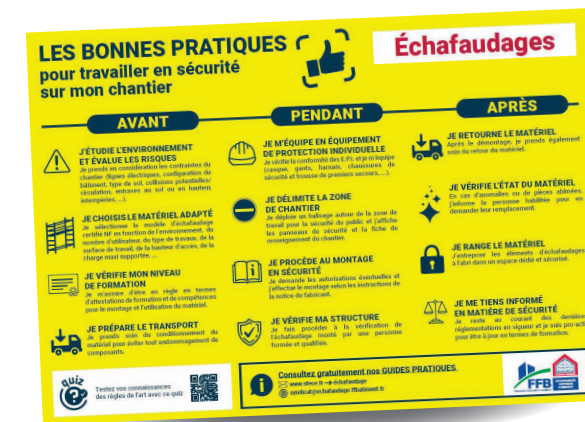 LES BONNES PRATIQUES
pour travailler en sécurité
sur mon chantier
Échafaudages
AVANT
J'ÉTUDIE L'ENVIRONNEMENT
ET ÉVALUE LES RISQUES
Je prends en considération les contraintes du
chantier (lignes électriques, configuration du
bâtiment, type de sol, collisions potentielles/
circulation, entraves au sol ou en hauteur,
intempéries, ...).
JE CHOISIS LE MATÉRIEL ADAPTÉ
Je sélectionne le modèle d'échafaudage
certifié NF en fonction de l'environnement, du
nombre d'utilisateur, du type de travaux, de la
surface de travail, de la hauteur d'accès, de la
charge maxi supportée, ...
JE VÉRIFIE MON NIVEAU
DE FORMATION
Je m'assure d'être en règle en termes
d'attestations de formation et de compétences
pour le montage et l'utilisation du matériel.
JE PRÉPARE LE TRANSPORT
Je prends soin du conditionnement du
matériel pour éviter tout endommagement de
composants.
PENDANT
JE M'ÉQUIPE EN ÉQUIPEMENT
DE PROTECTION INDIVIDUELLE
Je vérifie la conformité des E.P.I. et je m'équipe
(casque, gants, harnais, chaussures de
sécurité et trousse de premiers secours, ...).
JE DÉLIMITE LA ZONE
DE CHANTIER
Je déploie un balisage autour de la zone de
travail pour la sécurité du public et j'affiche
les panneaux de sécurité et la fiche de
renseignement du chantier.
JE PROCÈDE AU MONTAGE
EN SÉCURITÉ
Je demande les autorisations éventuelles et
j'effectue le montage selon les instructions de
la notice du fabricant.
JE VÉRIFIE MA STRUCTURE
Je fais procéder à la vérification de
l'échafaudage monté par une personne
formée et qualifiée.
APRÈS
JE RETOURNE LE MATÉRIEL
Après le démontage, je prends également
soin du retour du matériel.
JE VÉRIFIE L'ÉTAT DU MATÉRIEL
En cas d'anomalies ou de pièces abîmées,
j'informe la personne habilitée pour en
demander leur remplacement.
JE RANGE LE MATÉRIEL
J'entrepose les éléments d'échafaudages
à l'abri dans un espace dédié et sécurisé.
JE ME TIENS INFORMÉ
EN MATIÈRE DE SÉCURITÉ
Je reste au courant des dernières
réglementations en vigueur et je suis pro-actif
pour être à jour en termes de formation.
quiz
Testez vos connaissances
des règles de l'art avec ce quiz
Consultez gratuitement nos GUIDES PRATIQUES.
échafaudage
FFB